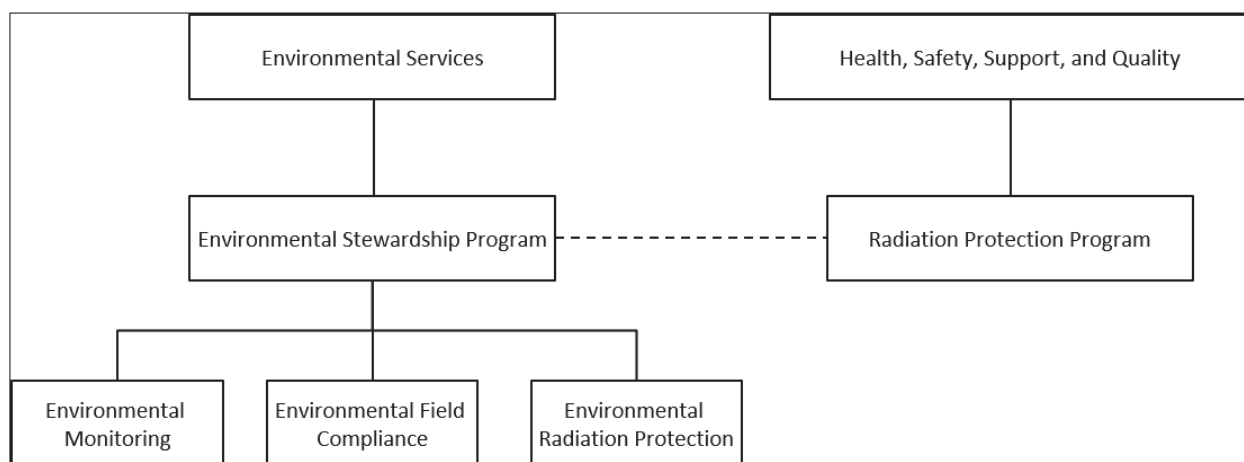 Environmental Services
Health, Safety, Support, and Quality
Environmental Stewardship Program
Radiation Protection Program
Environmental
Monitoring
Environmental Field
Compliance
Environmental
Radiation Protection